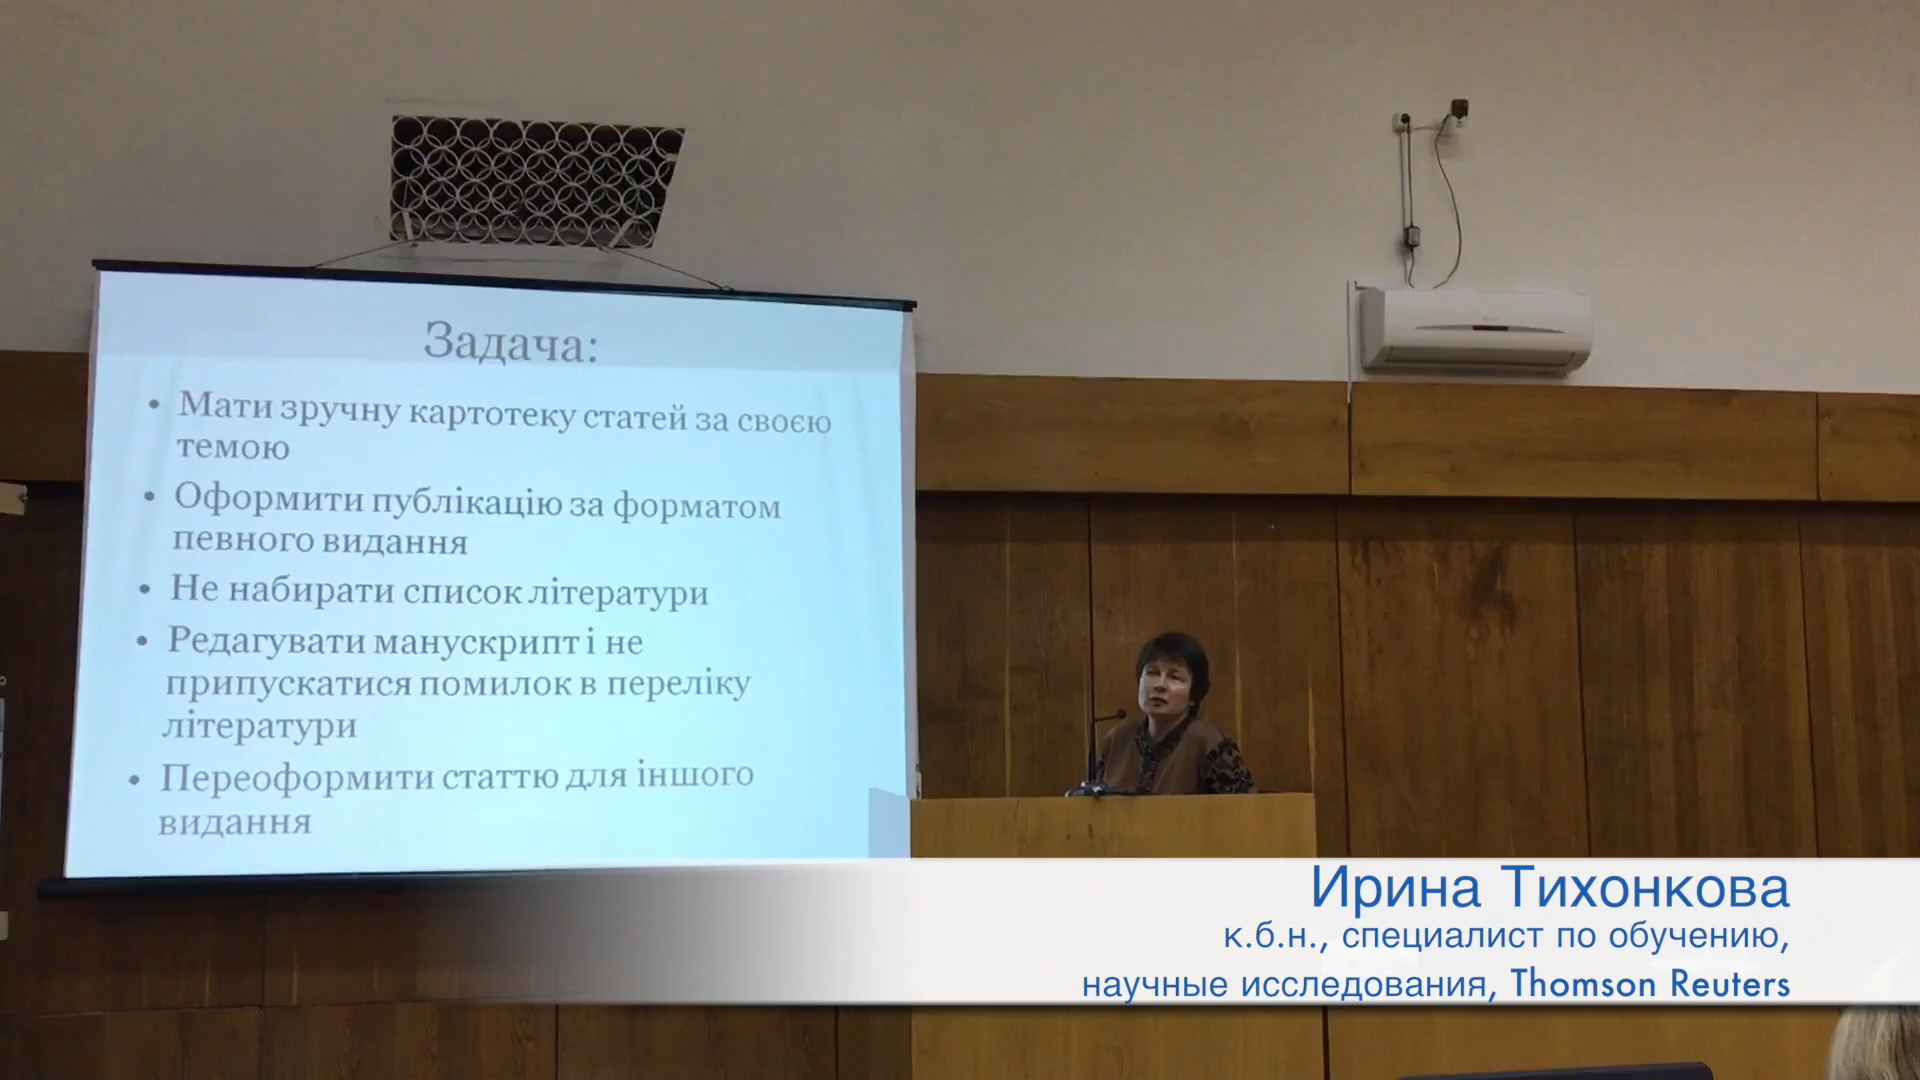 Задача:
• Мати зручну картотеку статей за своєю
темою
• Оформити публікацію за форматом
певного видання
• Не набирати список літератури
• Редагувати манускрипт і не
припускатися помилок в переліку
літератури
• Переоформити статтю для іншого
видання
Ирина Тихонкова
к.б.н., специалист по обучению,
научные исследования, Thomson Reuters